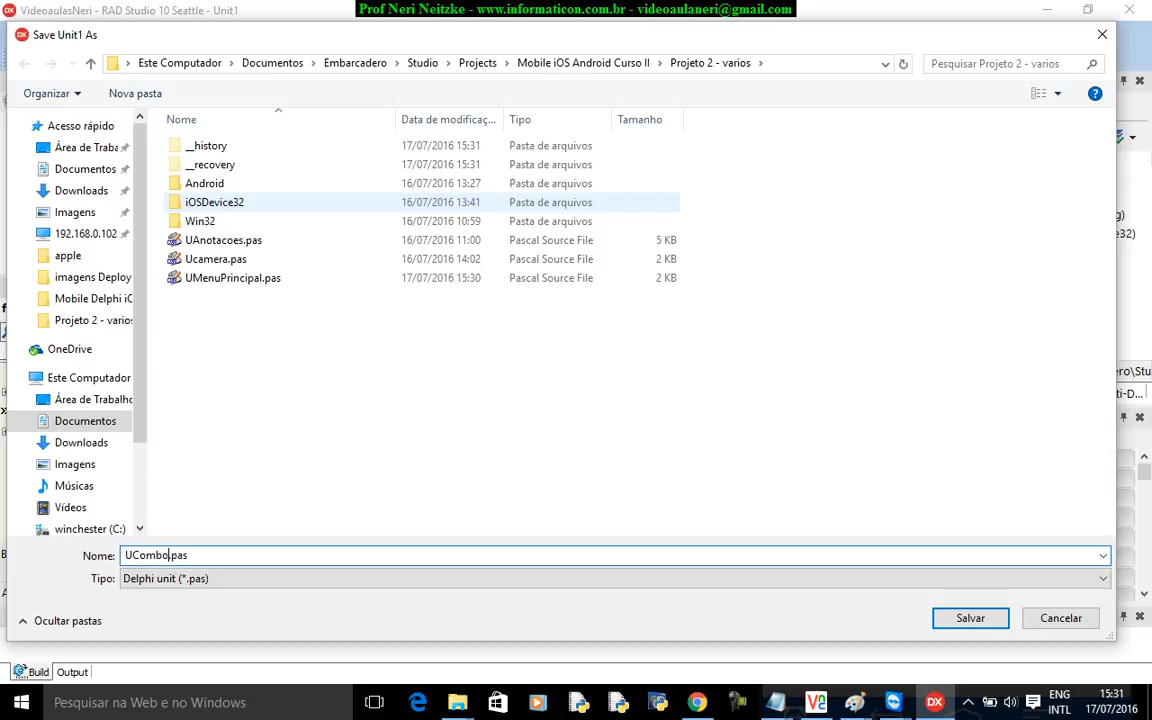 VideoaulasNeri - RAD Studio 10 Seattle - Unit1
Prof Neri Neitzke - www.informaticon.com.br - videoaulaneri@gmail.com
Save Unit1 As
Este Computador > Documentos > Embarcadero > Studio > Projects > Mobile iOS Android Curso II > Projeto 2 - varios >
Pesquisar Projeto 2 - varios
Organizar
Nova pasta
Nome Data de modificaç... Tipo Tamanho
__history 17/07/2016 15:31 Pasta de arquivos
__recovery 17/07/2016 15:31 Pasta de arquivos
Android 16/07/2016 13:27 Pasta de arquivos
iOSDevice32 16/07/2016 13:41 Pasta de arquivos
Win32 16/07/2016 10:59 Pasta de arquivos
UAnotacoes.pas 16/07/2016 11:00 Pascal Source File 5 KB
Ucamera.pas 16/07/2016 14:02 Pascal Source File 2 KB
UMenuPrincipal.pas 17/07/2016 15:30 Pascal Source File 2 KB
Acesso rápido
Área de Traba
Documentos
Downloads
Imagens
192.168.0.102
apple
imagens Deploy
Mobile Delphi iC
Projeto 2 - varios
OneDrive
Este Computador
Área de Trabalho
Documentos
Downloads
Imagens
Músicas
Vídeos
winchester (C:)
g)
e32)
ero\Stu
ti-D...
Nome: UCombo.pas
Tipo: Delphi unit (*.pas)
Ocultar pastas
Salvar
Cancelar
Build
Output
Pesquisar na Web e no Windows
ENG
INTL
15:31
17/07/2016